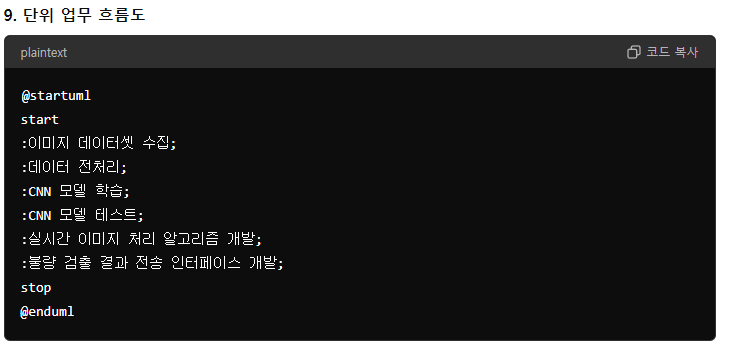 9. 단위 업무 흐름도
plaintext
코드 복사
@startuml
start
:이미지 데이터셋 수집;
:데이터 전처리;
:CNN 모델 학습;
:CNN 모델 테스트;
:실시간 이미지 처리 알고리즘 개발;
:불량 검출 결과 전송 인터페이스 개발;
stop
@enduml